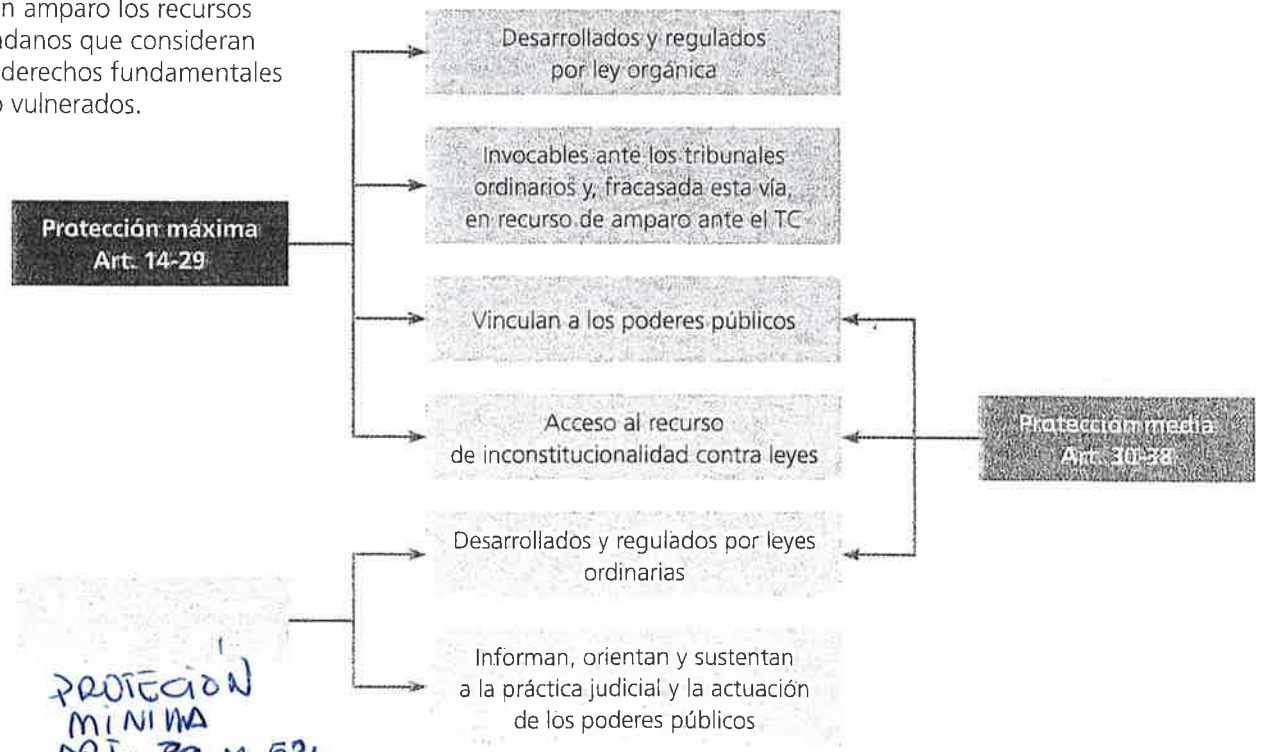 n amparo los recursos
adanos que consideran
derechos fundamentales
o vulnerados.
Protección máxima
Art. 14-29
Desarrollados y regulados
por ley orgánica
Invocables ante los tribunales
ordinarios y, fracasada esta vía,
en recurso de amparo ante el TC
Vinculan a los poderes públicos
Acceso al recurso
de inconstitucionalidad contra leyes
Protección media
Art. 30-38
Desarrollados y regulados por leyes
ordinarias
Informan, orientan y sustentan
a la práctica judicial y la actuación
de los poderes públicos
PROTECIÓN
MINIMA